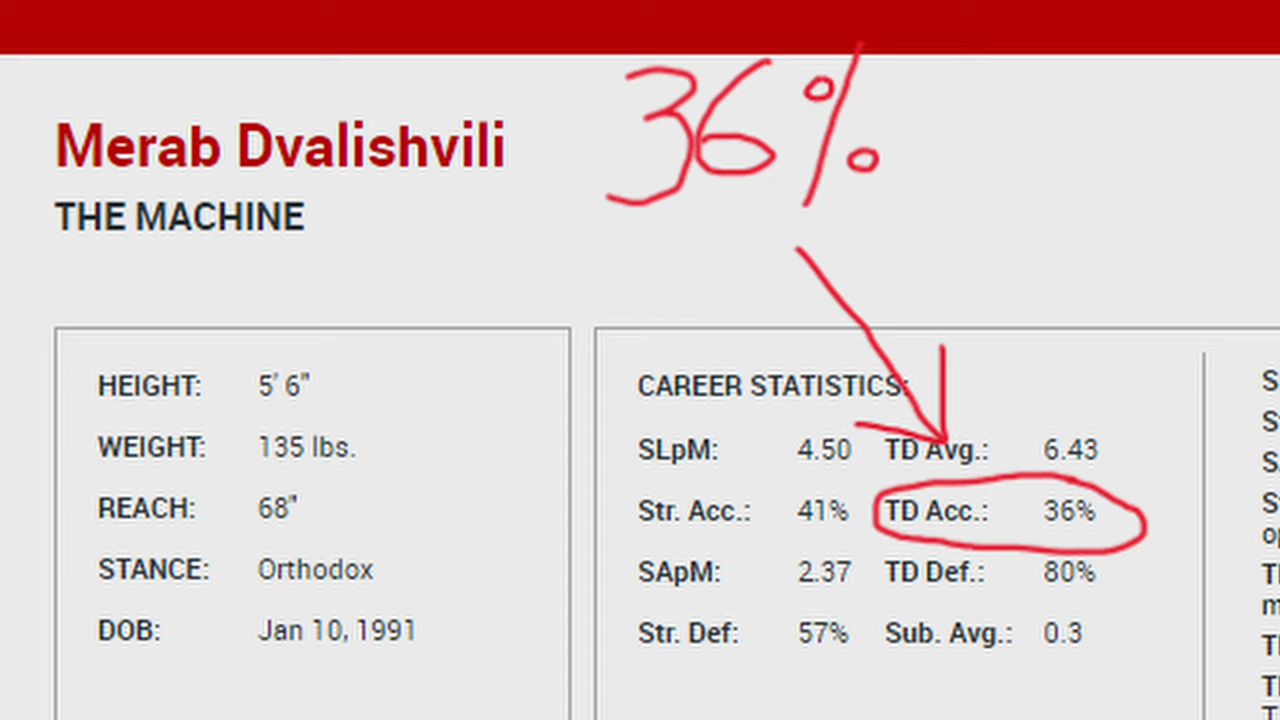 36%
Merab Dvalishvili
THE MACHINE
HEIGHT: 5' 6"
WEIGHT: 135 lbs.
REACH: 68"
STANCE: Orthodox
DOB: Jan 10, 1991
CAREER STATISTICS:
SLpM: 4.50 TD Avg.: 6.43
Str. Acc.: 41% TD Acc.: 36%
SApM: 2.37 TD Def.: 80%
Str. Def: 57% Sub. Avg.: 0.3